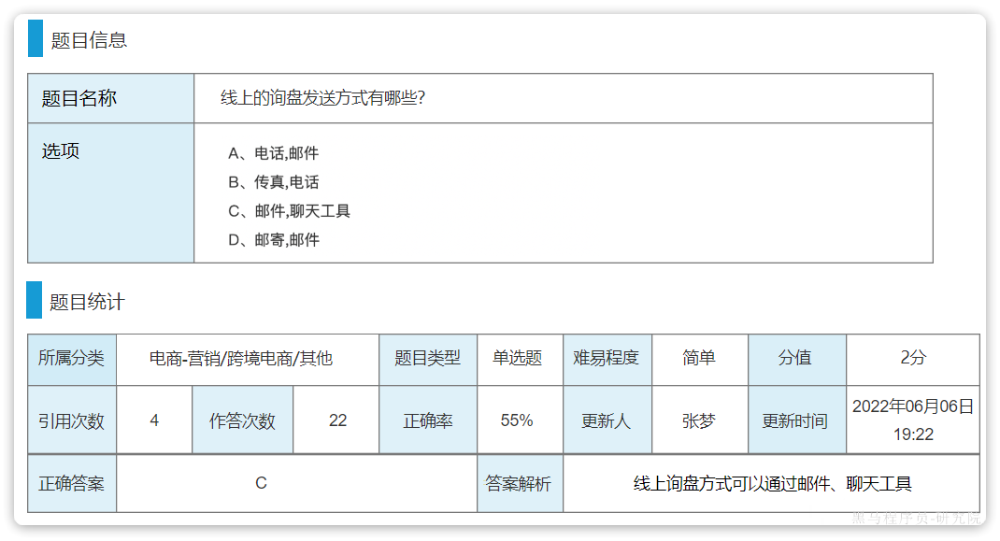 题目信息
题目名称 线上的询盘发送方式有哪些?
选项
A、电话,邮件
B、传真,电话
C、邮件,聊天工具
D、邮寄,邮件
题目统计
所属分类 电商-营销/跨境电商/其他 题目类型 单选题 难易程度 简单 分值 2分
引用次数 4 作答次数 22 正确率 55% 更新人 张梦 更新时间 2022年06月06日
19:22
正确答案 C 答案解析 线上询盘方式可以通过邮件、聊天工具
黑马程序员-研究院